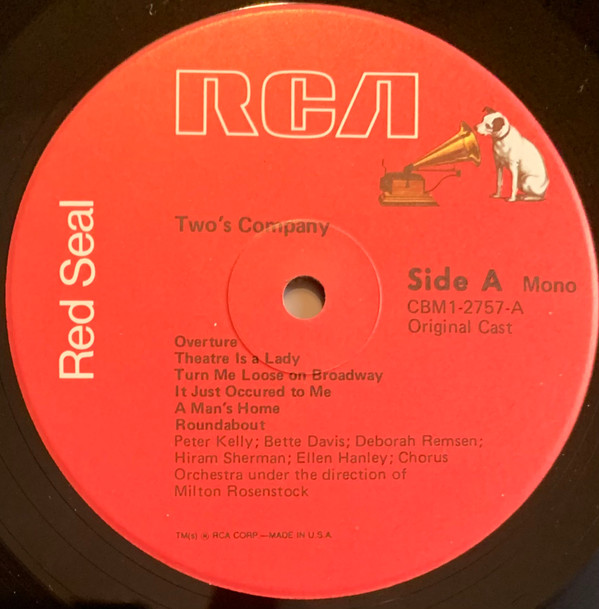 RCA
Red Seal
Two's Company
Side A Mono
CBM1-2757-A
Original Cast
Overture
Theatre Is a Lady
Turn Me Loose on Broadway
It Just Occured to Me
A Man's Home
Roundabout
Peter Kelly; Bette Davis; Deborah Remsen;
Hiram Sherman; Ellen Hanley; Chorus
Orchestra under the direction of
Milton Rosenstock
TM(s) ® RCA CORP.—MADE IN U.S.A.